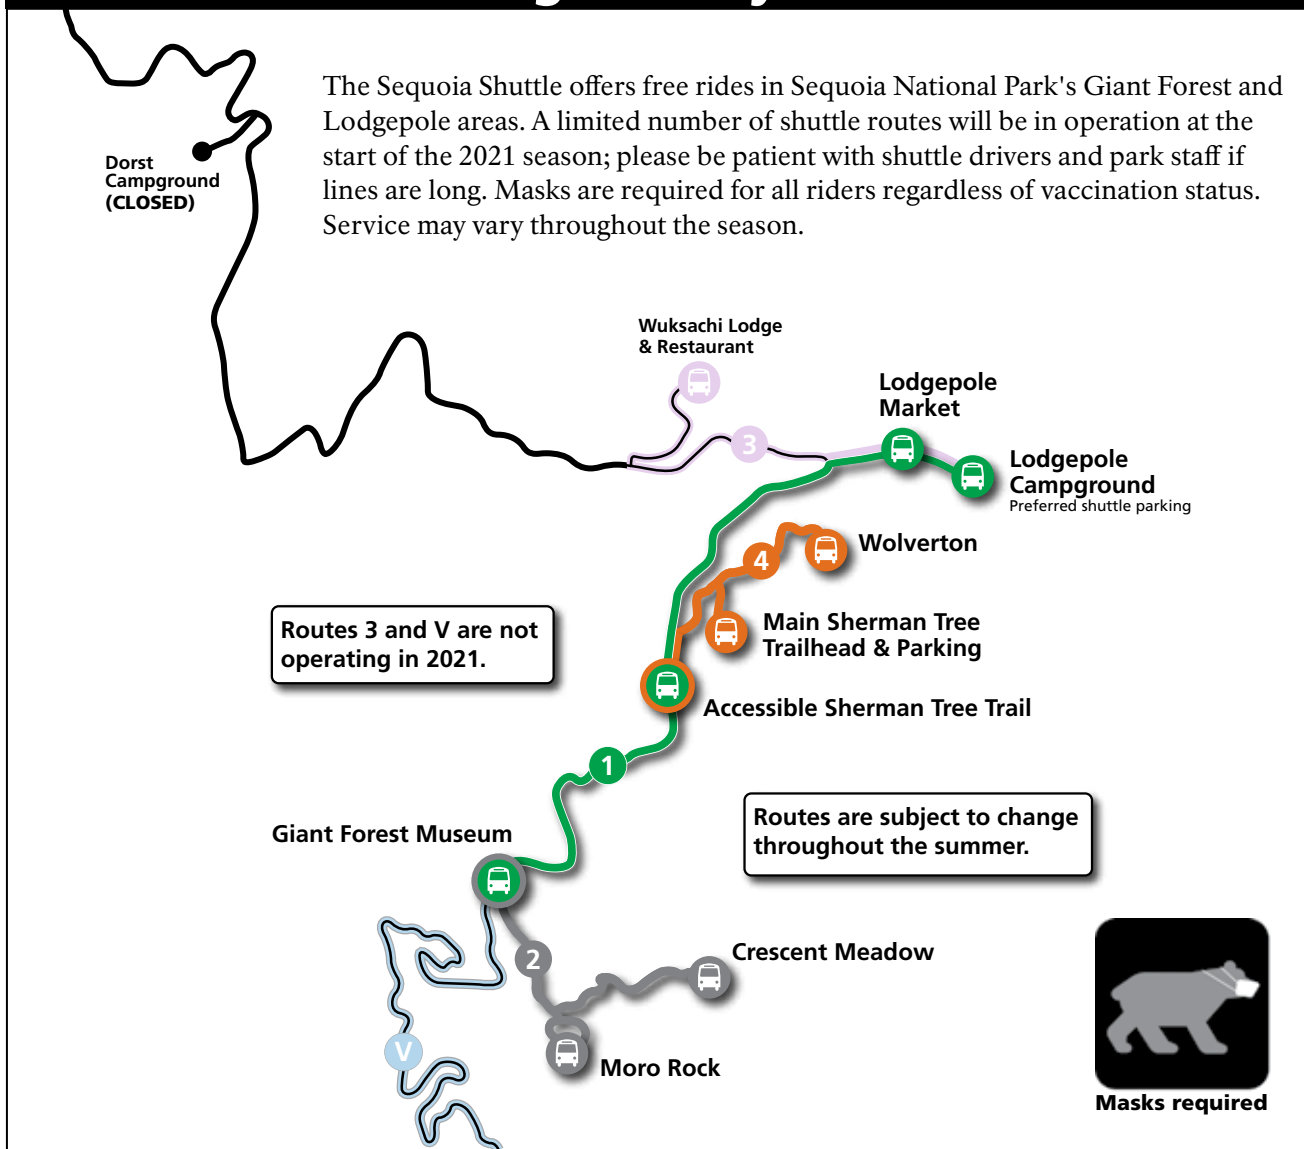 The Sequoia Shuttle offers free rides in Sequoia National Park's Giant Forest and
Lodgepole areas. A limited number of shuttle routes will be in operation at the
start of the 2021 season; please be patient with shuttle drivers and park staff if
lines are long. Masks are required for all riders regardless of vaccination status.
Service may vary throughout the season.
Dorst
Campground
(CLOSED)
Wuksachi Lodge
& Restaurant
Lodgepole
Market
3
Lodgepole
Campground
Preferred shuttle parking
Wolverton
4
Routes 3 and V are not
operating in 2021.
Main Sherman Tree
Trailhead & Parking
Accessible Sherman Tree Trail
1
Routes are subject to change
throughout the summer.
Giant Forest Museum
Crescent Meadow
2
V
Moro Rock
Masks required